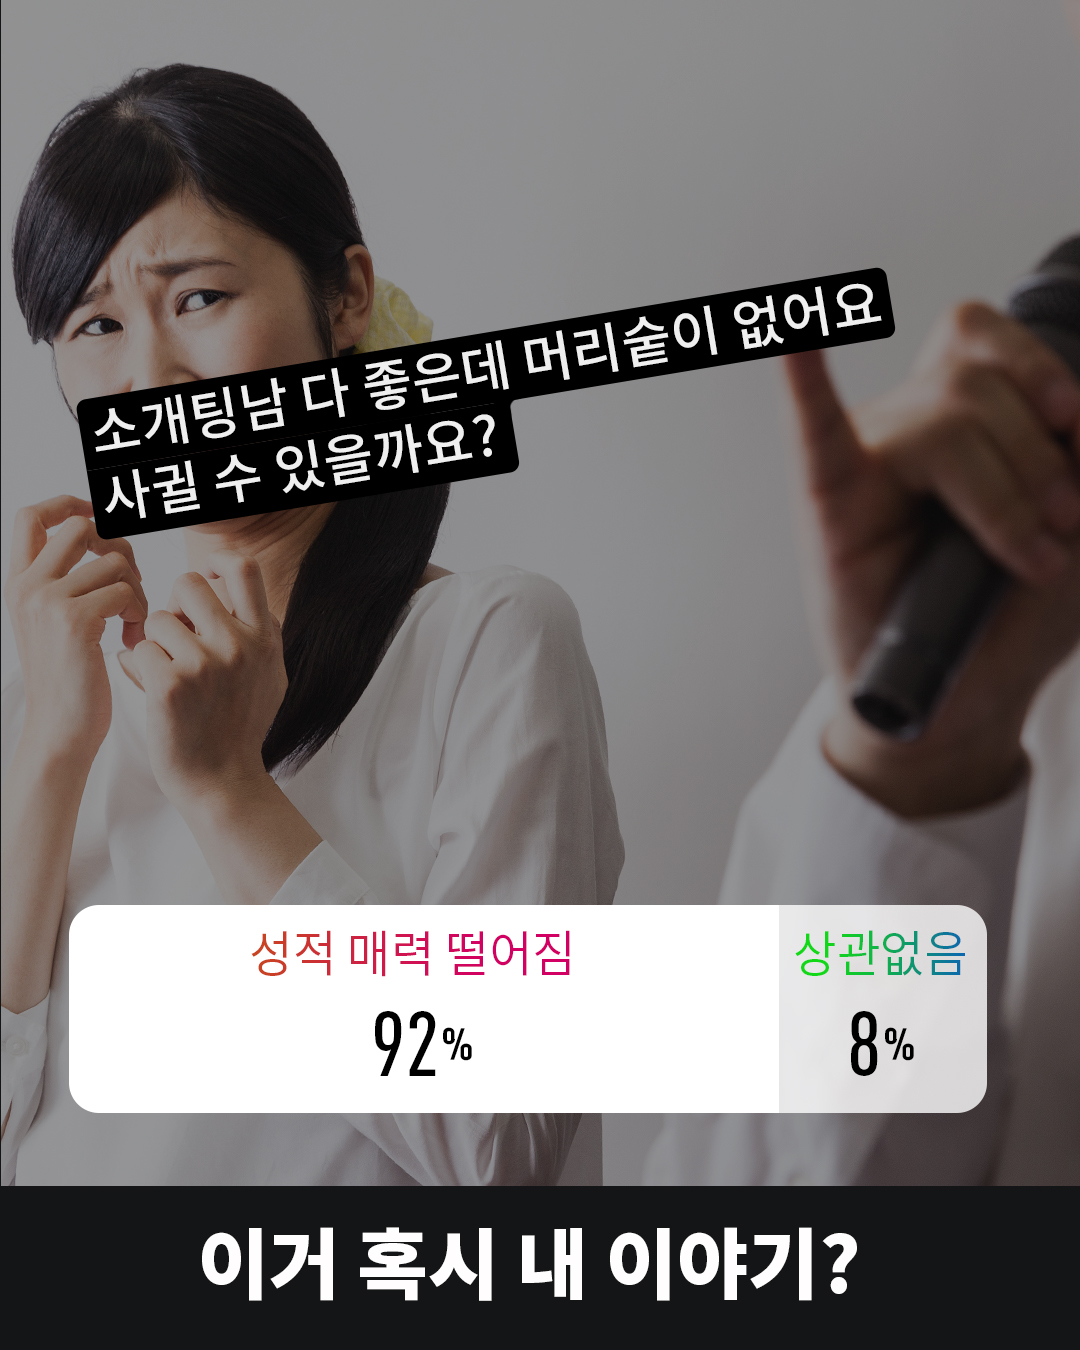 소개팅남 다 좋은데 머리숱이 없어요
사귈 수 있을까요?
성적 매력 떨어짐
상관없음
92%
8%
이거 혹시 내 이야기?